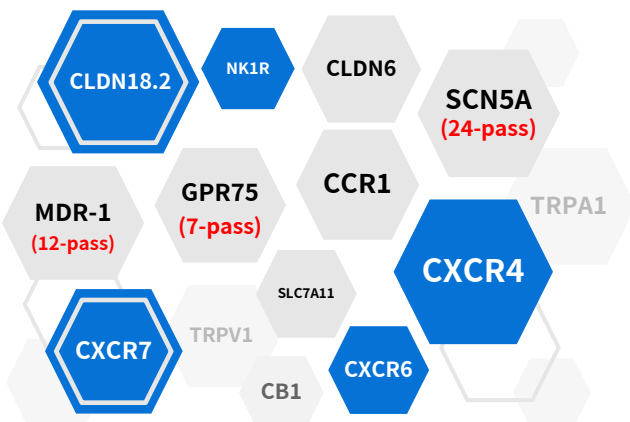 CLDN18.2
NK1R
CLDN6
SCN5A
(24-pass)
MDR-1
(12-pass)
GPR75
(7-pass)
CCR1
TRPA1
CXCR4
SLC7A11
CXCR7
TRPV1
CXCR6
CB1